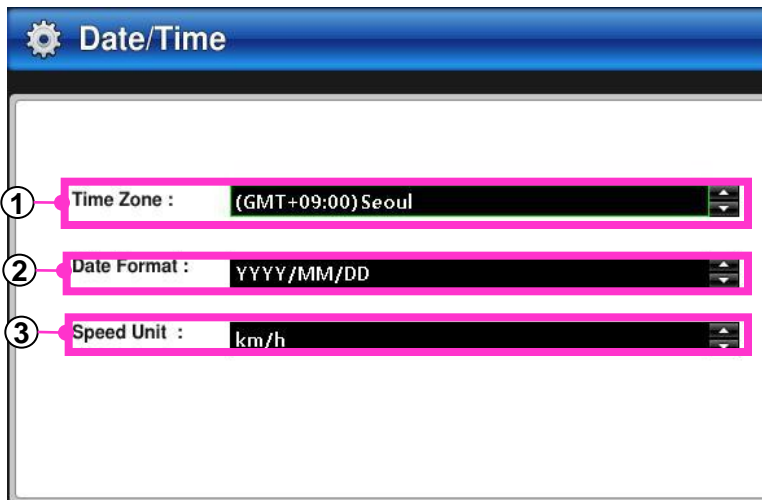 Date/Time
① Time Zone : (GMT+09:00) Seoul
② Date Format : YYYY/MM/DD
③ Speed Unit : km/h